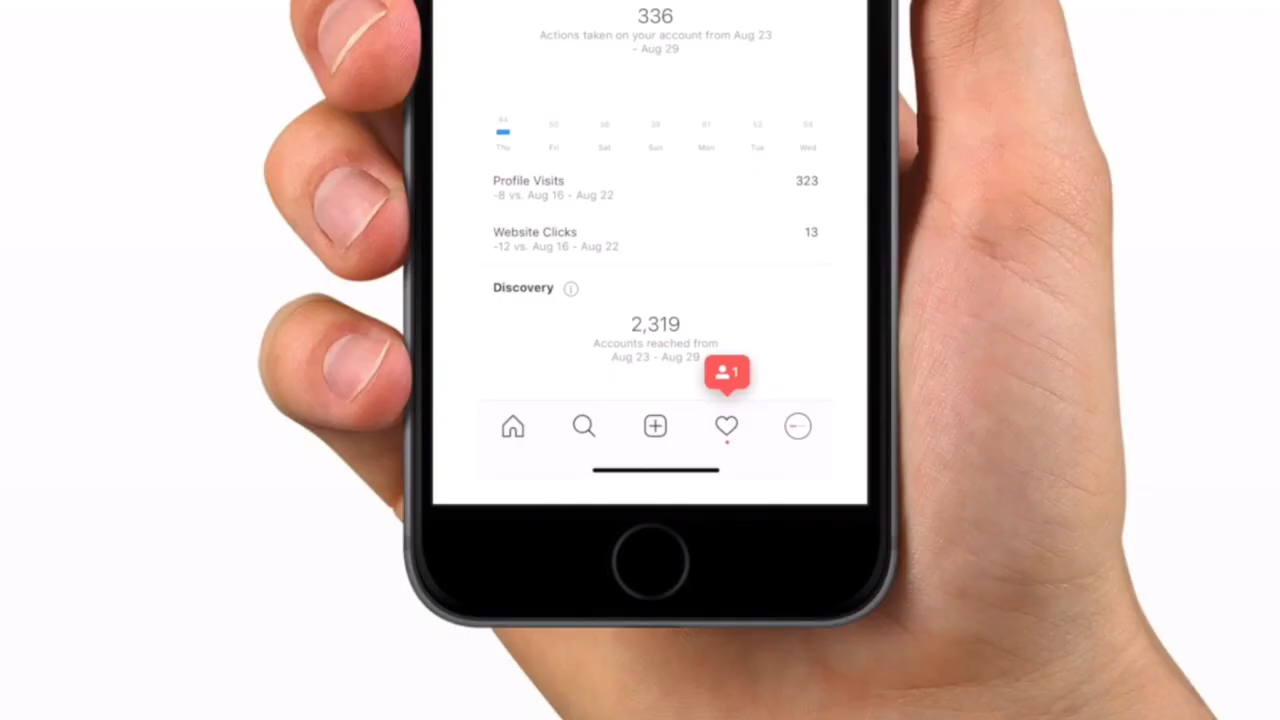 336
Actions taken on your account from Aug 23
- Aug 29
44
Thu Fri Sat Sun Mon Tue Wed
Profile Visits 323
-8 vs. Aug 16 - Aug 22
Website Clicks 13
-12 vs. Aug 16 - Aug 22
Discovery
2,319
Accounts reached from
Aug 23 - Aug 29
1